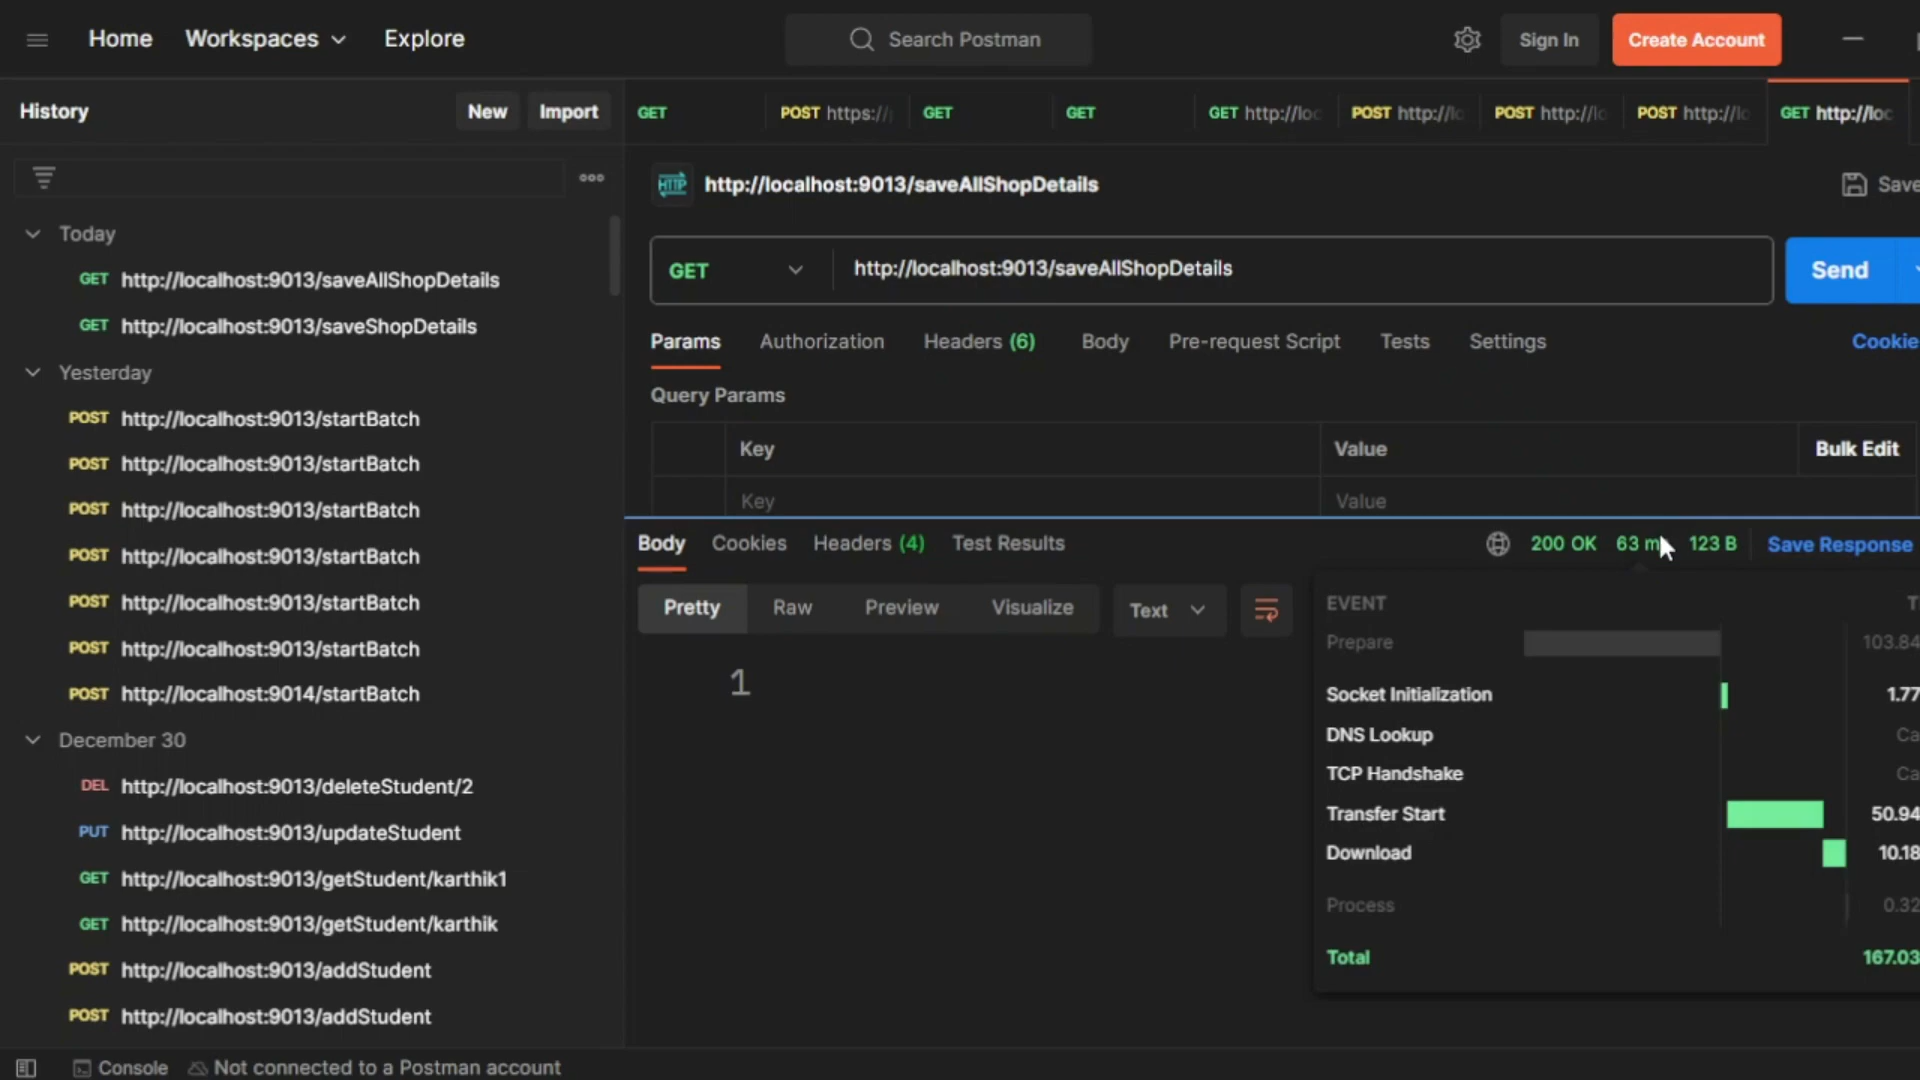 Home Workspaces Explore Search Postman Sign In Create Account
History New Import
GET POST https:// GET GET GET http://loc POST http://lo POST http://lo POST http://lo GET http://loc
HTTP http://localhost:9013/saveAllShopDetails Save
GET http://localhost:9013/saveAllShopDetails Send
Params Authorization Headers (6) Body Pre-request Script Tests Settings Cookie
Query Params
Key Value Bulk Edit
Key Value
Today
GET http://localhost:9013/saveAllShopDetails
GET http://localhost:9013/saveShopDetails
Yesterday
POST http://localhost:9013/startBatch
POST http://localhost:9013/startBatch
POST http://localhost:9013/startBatch
POST http://localhost:9013/startBatch
POST http://localhost:9013/startBatch
POST http://localhost:9013/startBatch
POST http://localhost:9014/startBatch
December 30
DEL http://localhost:9013/deleteStudent/2
PUT http://localhost:9013/updateStudent
GET http://localhost:9013/getStudent/karthik1
GET http://localhost:9013/getStudent/karthik
POST http://localhost:9013/addStudent
POST http://localhost:9013/addStudent
Body Cookies Headers (4) Test Results 200 OK 63 m 123 B Save Response
Pretty Raw Preview Visualize Text
1
EVENT T
Prepare 103.84
Socket Initialization 1.77
DNS Lookup Ca
TCP Handshake Ca
Transfer Start 50.94
Download 10.18
Process 0.32
Total 167.03
Console Not connected to a Postman account